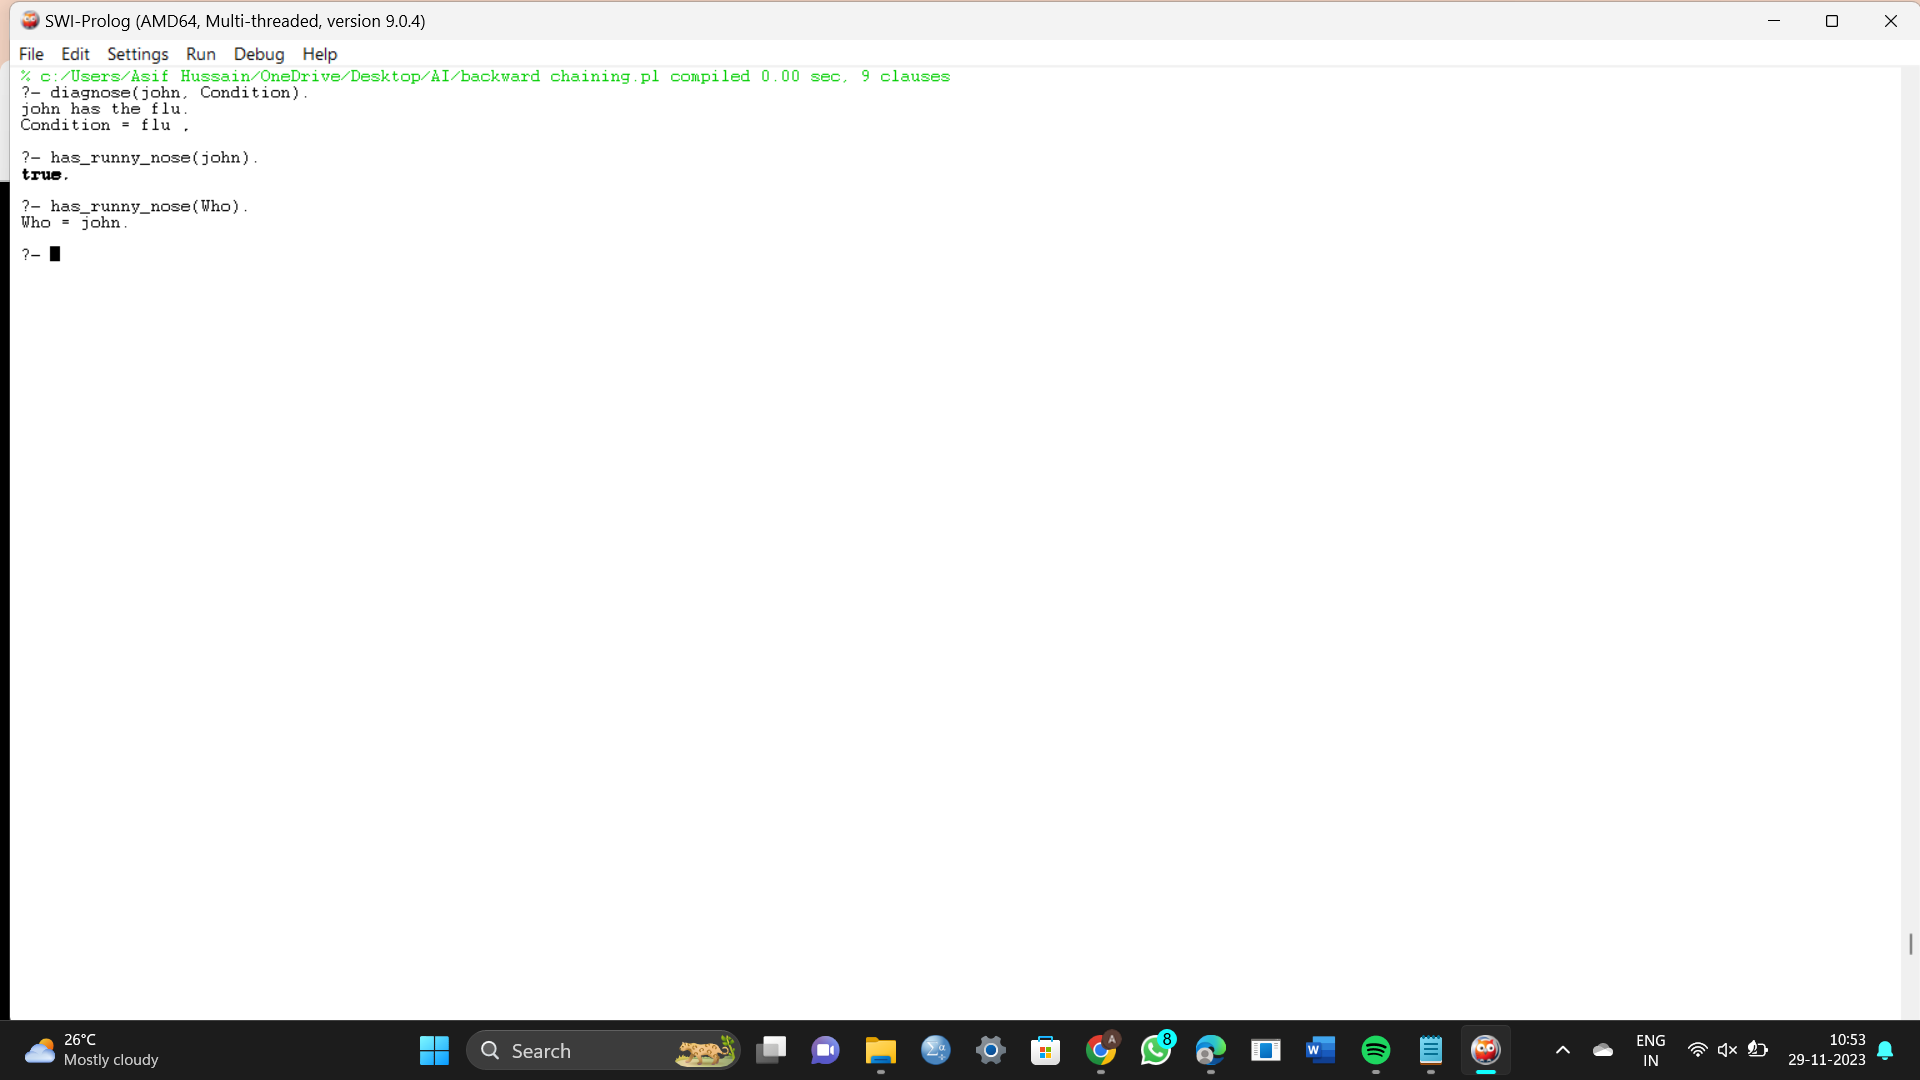 SWI-Prolog (AMD64, Multi-threaded, version 9.0.4)
File Edit Settings Run Debug Help
% c:/Users/Asif Hussain/OneDrive/Desktop/AI/backward chaining.pl compiled 0.00 sec, 9 clauses
?- diagnose(john, Condition).
john has the flu.
Condition = flu .
?- has_runny_nose(john).
true.
?- has_runny_nose(Who).
Who = john.
?-
26°C
Mostly cloudy
Search
A
8
W
ENG
IN
10:53
29-11-2023